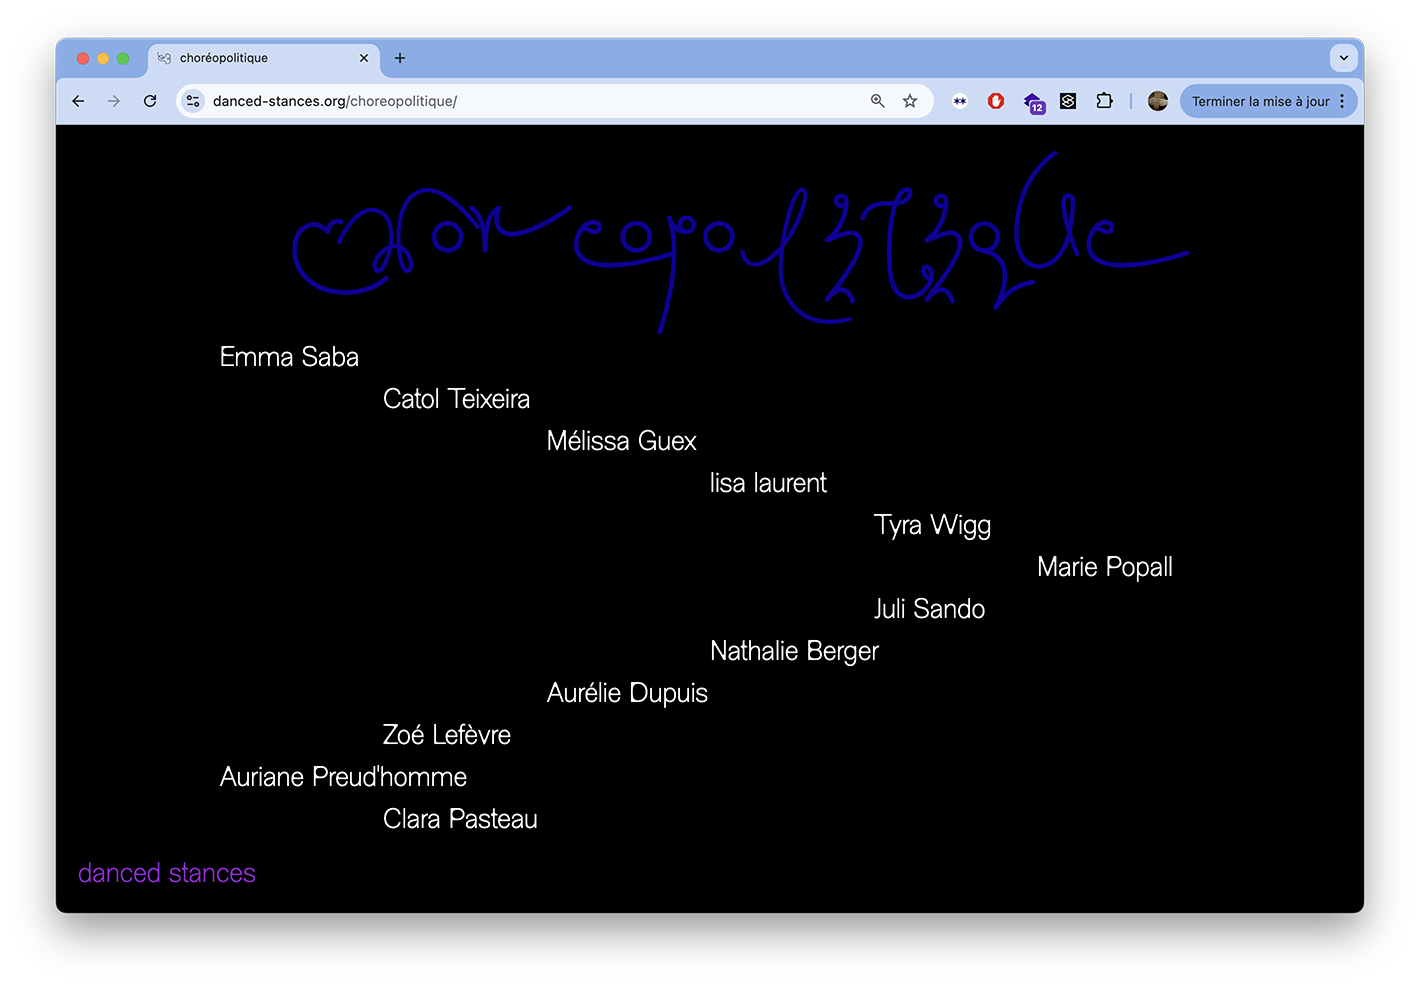 choréopolitique
danced-stances.org/choreopolitique/
12
Terminer la mise à jour
choreopolitique
Emma Saba
Catol Teixeira
Mélissa Guex
lisa laurent
Tyra Wigg
Marie Popall
Juli Sando
Nathalie Berger
Aurélie Dupuis
Zoé Lefèvre
Auriane Preud'homme
Clara Pasteau
danced stances